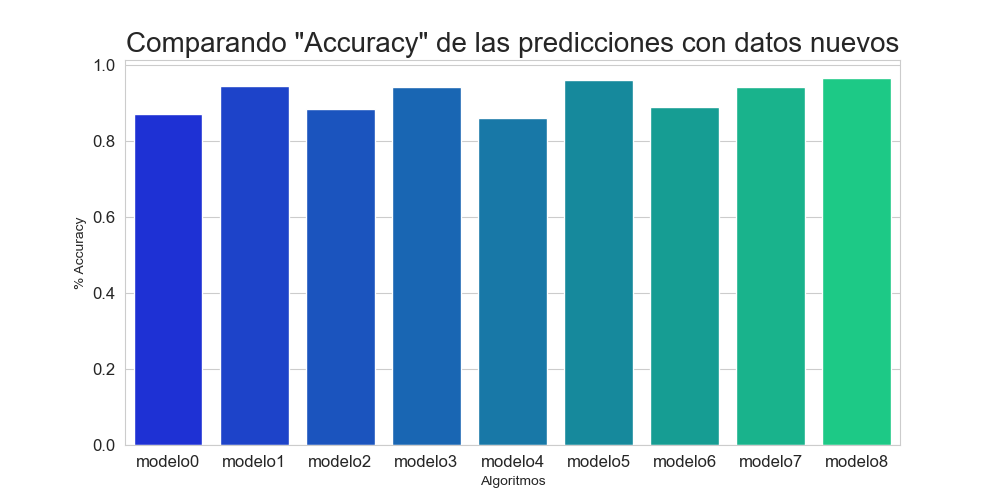 Comparando "Accuracy" de las predicciones con datos nuevos
1.0
0.8
0.6
0.4
0.2
0.0
% Accuracy
modelo0 modelo1 modelo2 modelo3 modelo4 modelo5 modelo6 modelo7 modelo8
Algoritmos